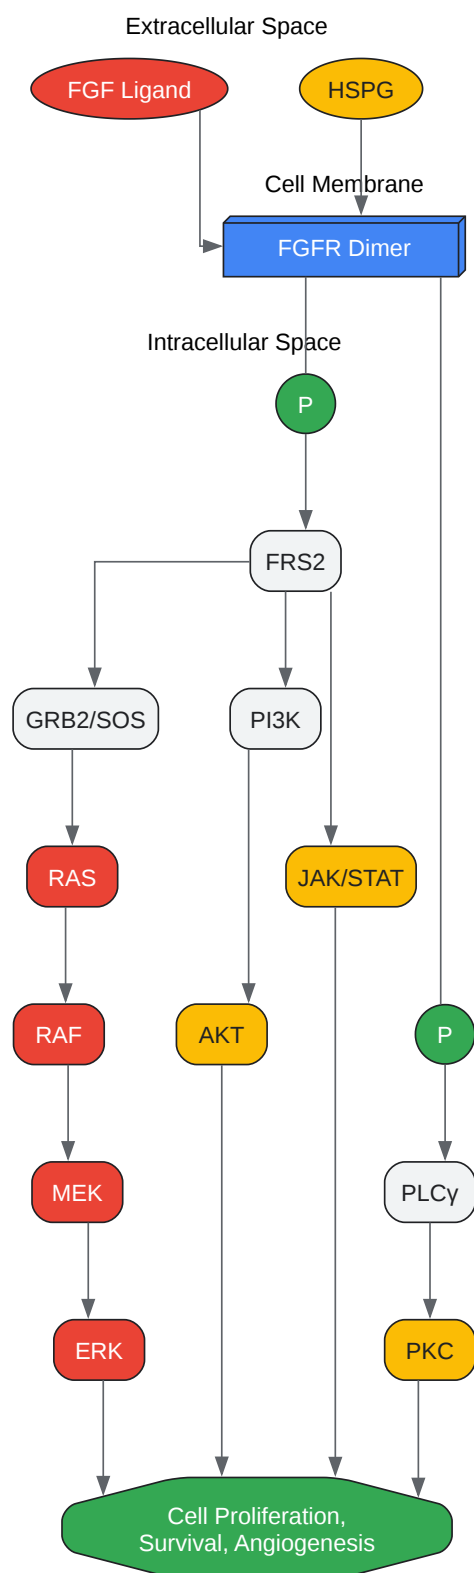 Extracellular Space
FGF Ligand
HSPG
Cell Membrane
FGFR Dimer
Intracellular Space
P
FRS2
GRB2/SOS
PI3K
RAS
JAK/STAT
RAF
AKT
P
MEK
PLCγ
ERK
PKC
Cell Proliferation,
Survival, Angiogenesis